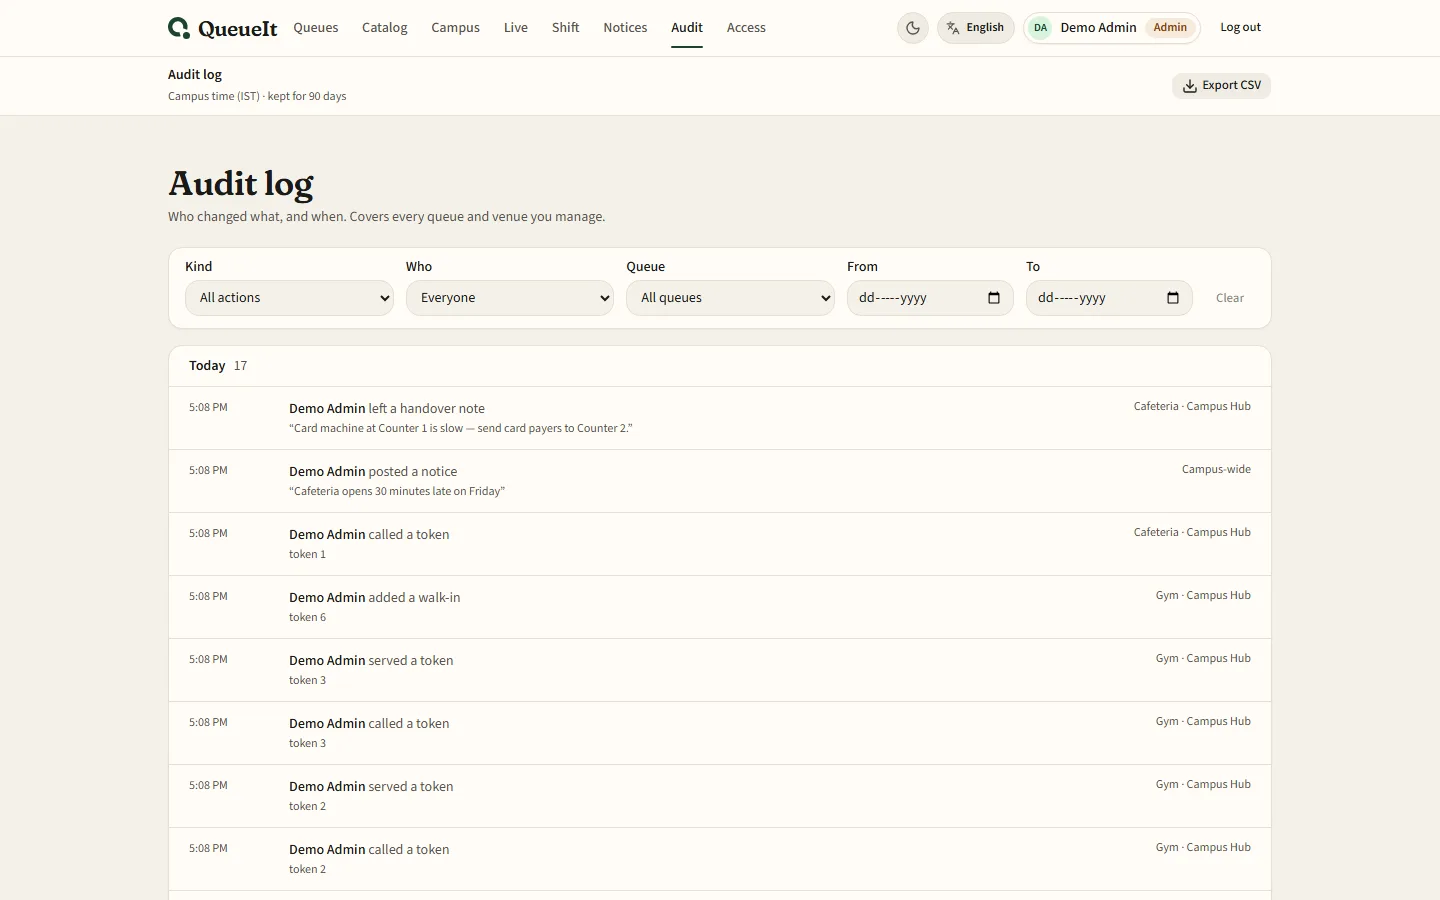 QueueIt Queues Catalog Campus Live Shift Notices Audit Access English DA Demo Admin Admin Log out
Audit log
Campus time (IST) · kept for 90 days
Export CSV
Audit log
Who changed what, and when. Covers every queue and venue you manage.
Kind Who Queue From To
All actions Everyone All queues dd-----yyyy dd-----yyyy Clear
Today 17
5:08 PM Demo Admin left a handover note Cafeteria · Campus Hub
“Card machine at Counter 1 is slow — send card payers to Counter 2.”
5:08 PM Demo Admin posted a notice Campus-wide
“Cafeteria opens 30 minutes late on Friday”
5:08 PM Demo Admin called a token Cafeteria · Campus Hub
token 1
5:08 PM Demo Admin added a walk-in Gym · Campus Hub
token 6
5:08 PM Demo Admin served a token Gym · Campus Hub
token 3
5:08 PM Demo Admin called a token Gym · Campus Hub
token 3
5:08 PM Demo Admin served a token Gym · Campus Hub
token 2
5:08 PM Demo Admin called a token Gym · Campus Hub
token 2